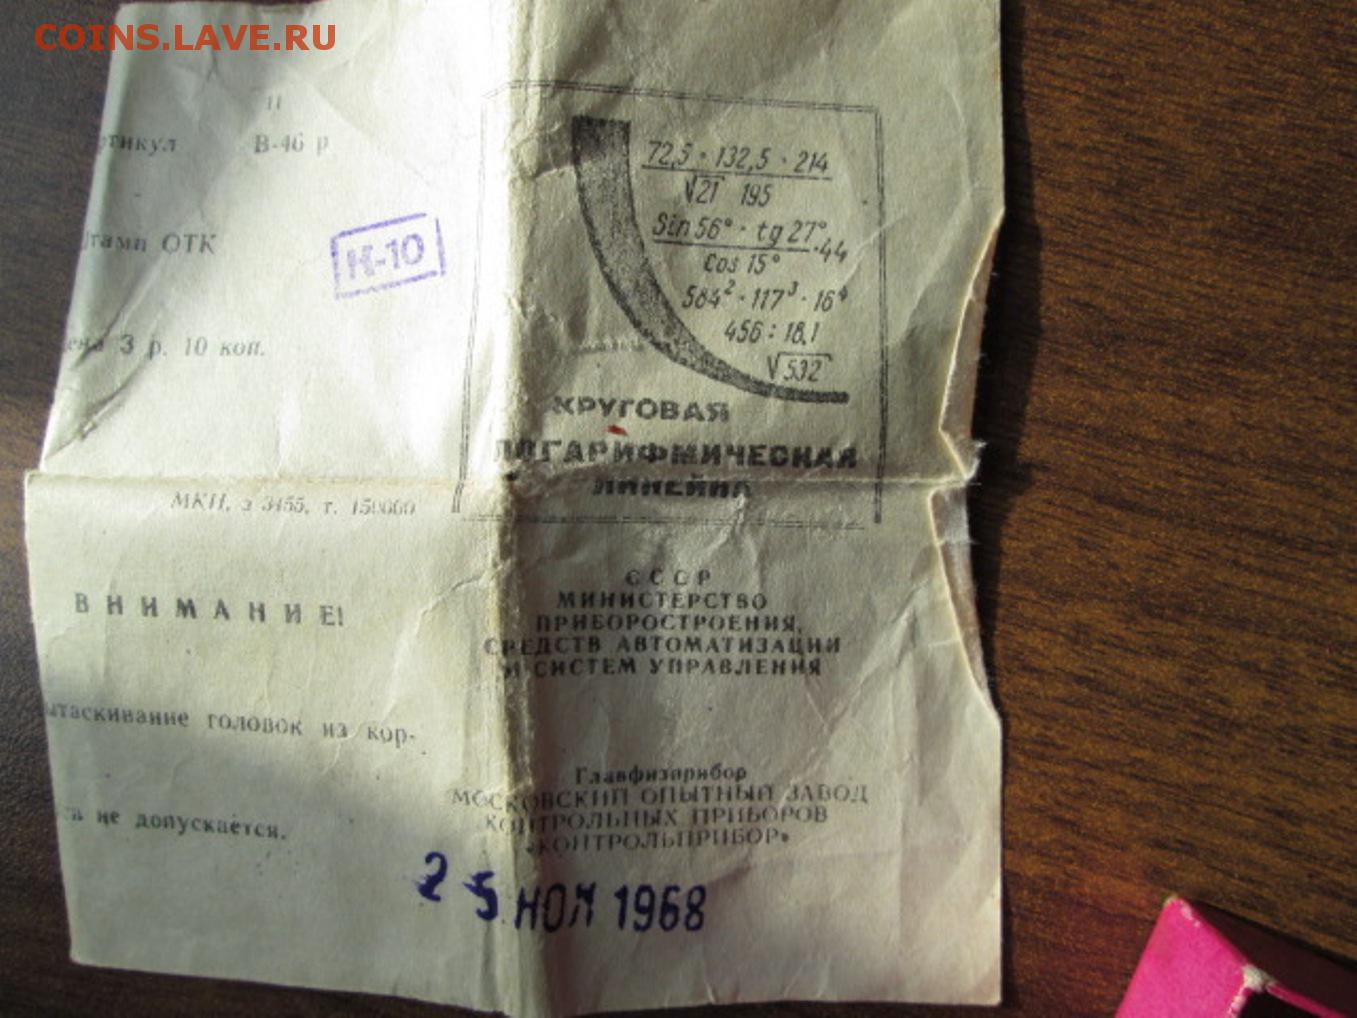 COINS.LAVE.RU
11
ртикул В-46 р
Штамп ОТК
К-10
цена 3 р. 10 коп.
МКП, з 3455, т. 150000
ВНИМАНИЕ!
ытаскивание головок из кор-
не допускается.
72,5 · 132,5 · 214
√21 195
Sin 56° · tg 27° · 44
Cos 15°
584² · 117³ · 16⁴
456 : 18,1
√532
КРУГОВАЯ
ЛОГАРИФМИЧЕСКАЯ
ЛИНЕЙКА
СССР
МИНИСТЕРСТВО
ПРИБОРОСТРОЕНИЯ,
СРЕДСТВ АВТОМАТИЗАЦИИ
И СИСТЕМ УПРАВЛЕНИЯ
Главфизприбор
МОСКОВСКИЙ ОПЫТНЫЙ ЗАВОД
КОНТРОЛЬНЫХ ПРИБОРОВ
«КОНТРОЛЬПРИБОР»
25 НОЯ 1968